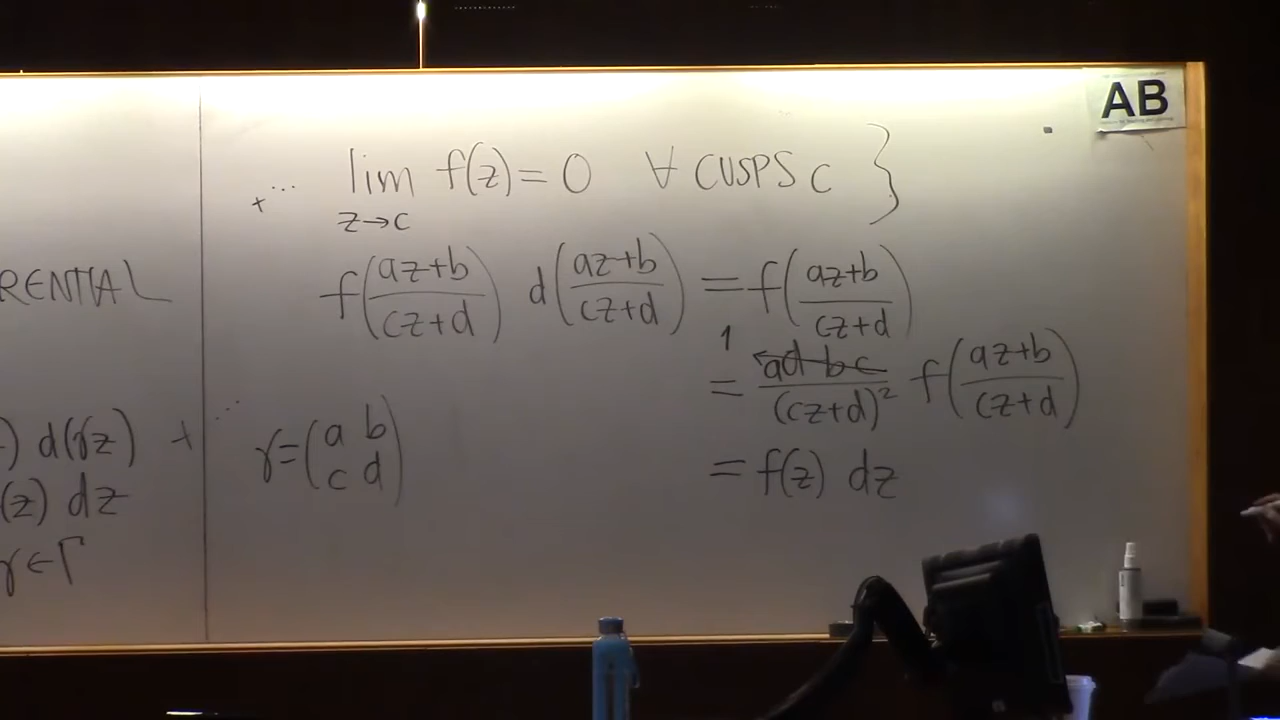 AB
+ ... lim f(z) = 0 ∀ CUSPS c }
z→c
RENTIAL
f((az+b)/(cz+d)) d((az+b)/(cz+d)) = f((az+b)/(cz+d))
1
= (ad-bc)/(cz+d)² f((az+b)/(cz+d))
) d(γz) + ...
γ = (a b
c d)
= f(z) dz
(z) dz
γ∈Γ